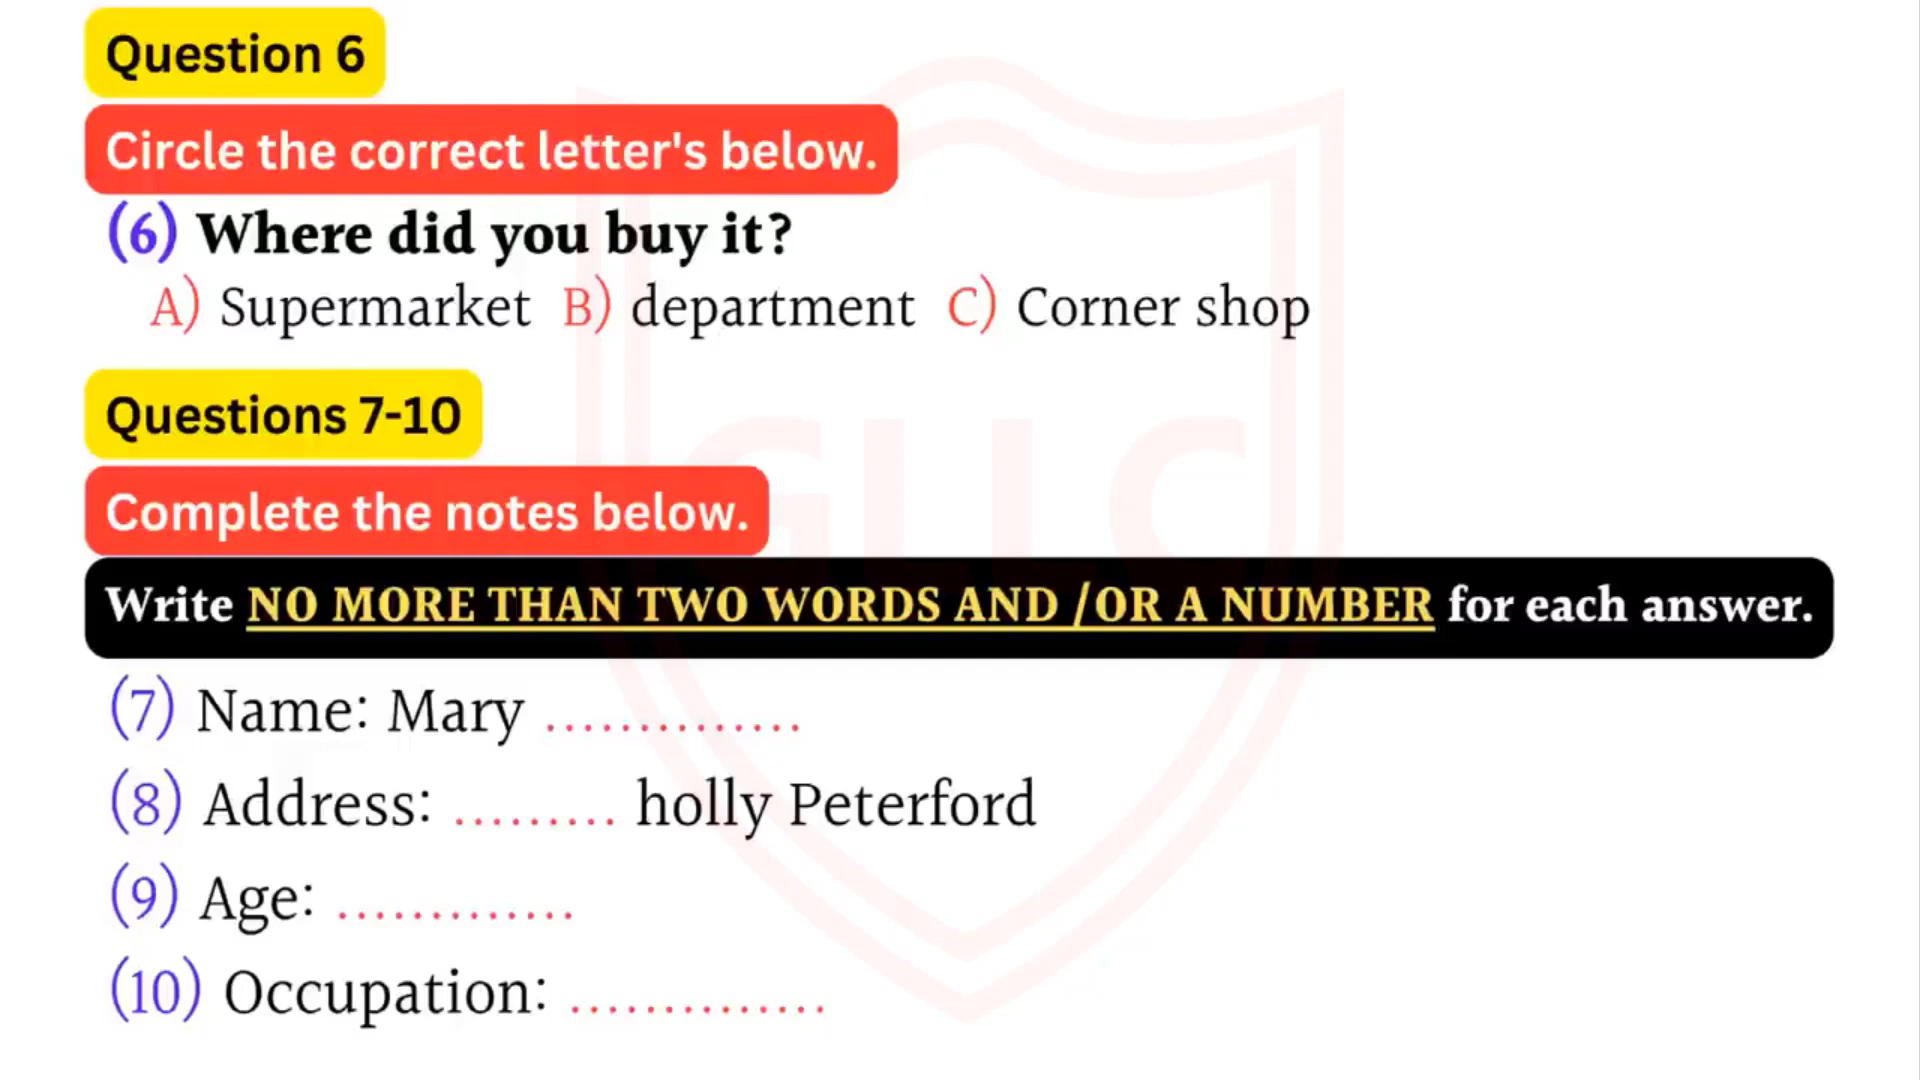 Question 6
Circle the correct letter's below.
(6) Where did you buy it?
A) Supermarket B) department C) Corner shop
Questions 7-10
Complete the notes below.
Write NO MORE THAN TWO WORDS AND /OR A NUMBER for each answer.
(7) Name: Mary ..............
(8) Address: ......... holly Peterford
(9) Age: .............
(10) Occupation: ..............
GLLC